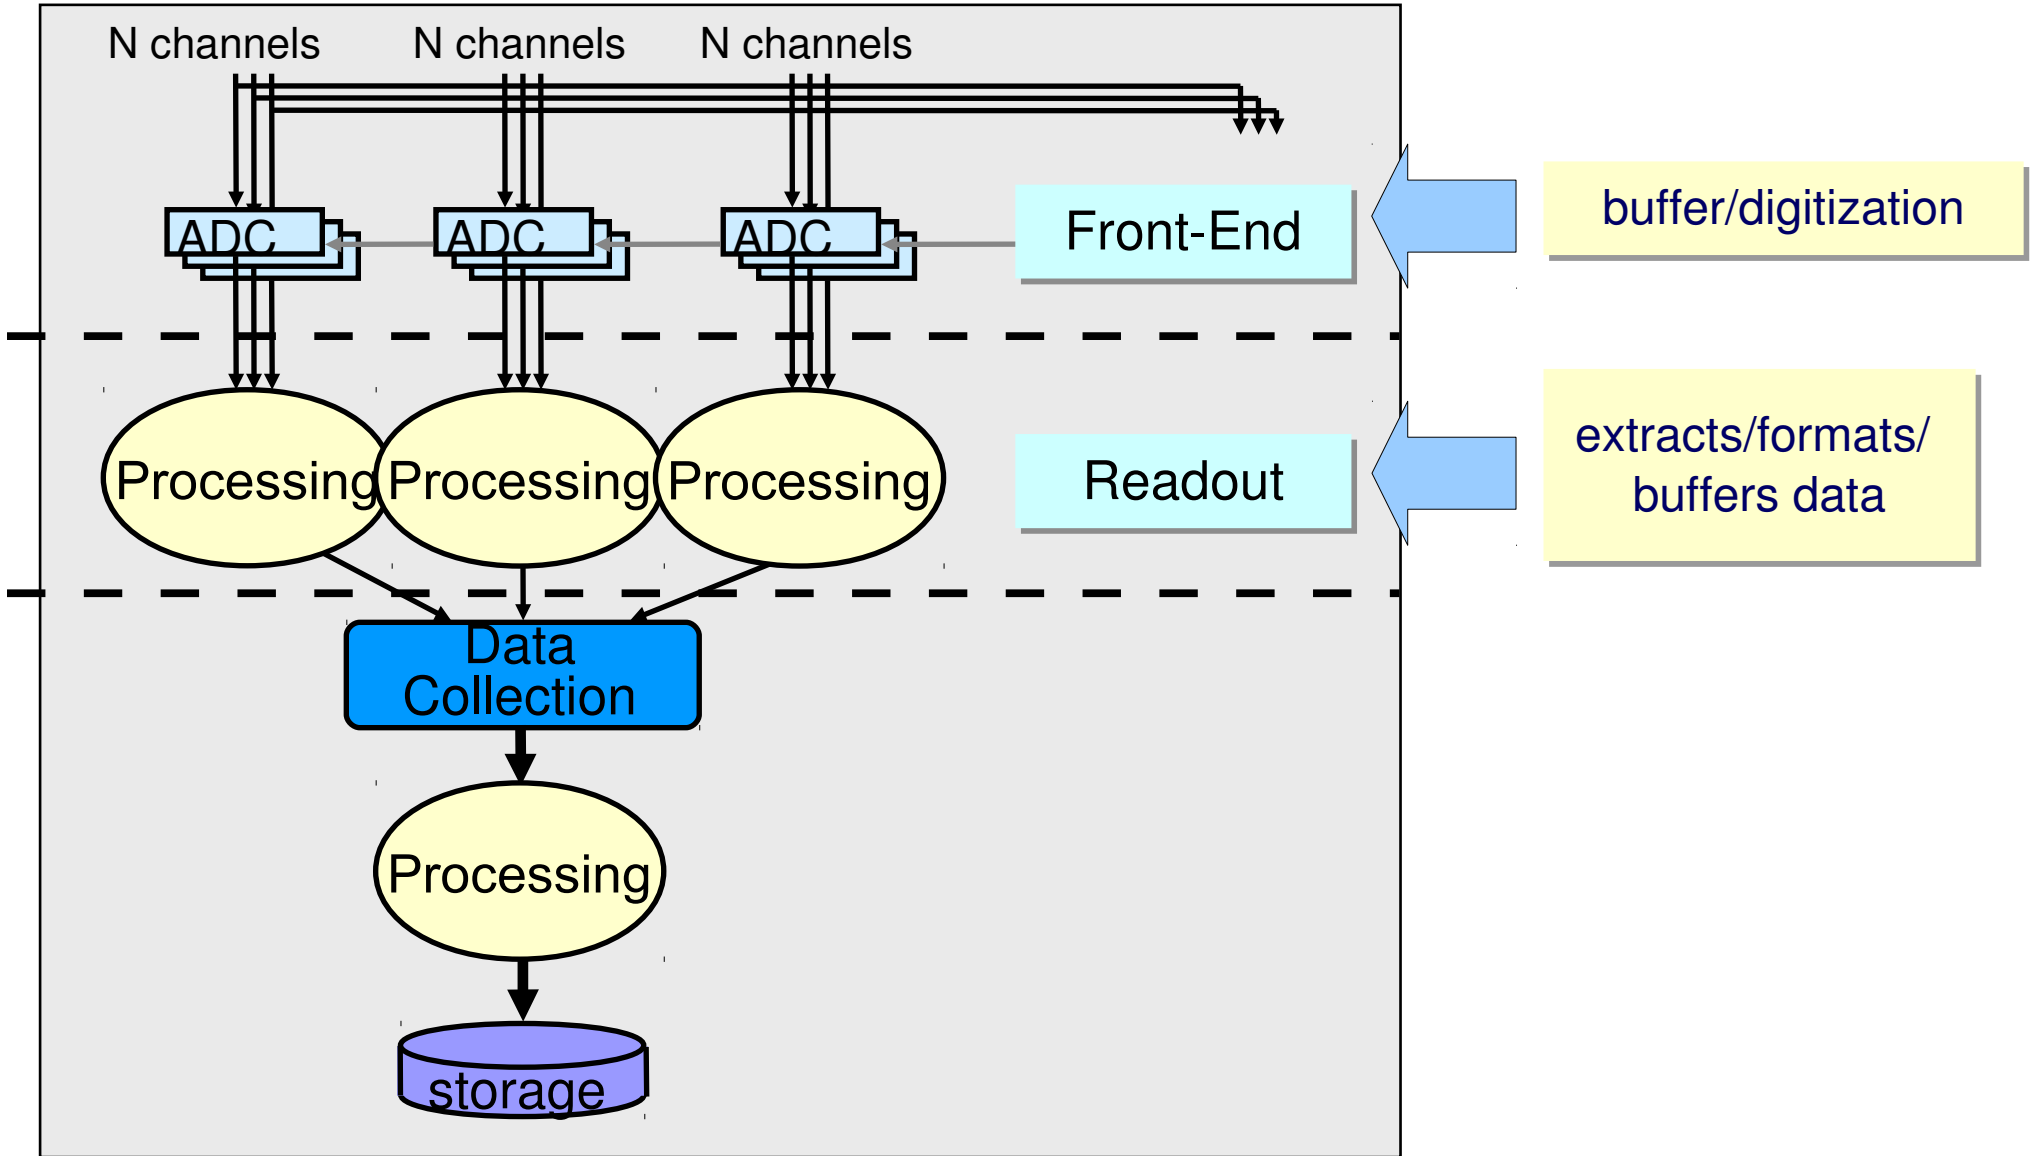 N channels N channels N channels
ADC ADC ADC
Front-End
buffer/digitization
Processing Processing Processing
Readout
extracts/formats/
buffers data
Data
Collection
Processing
storage